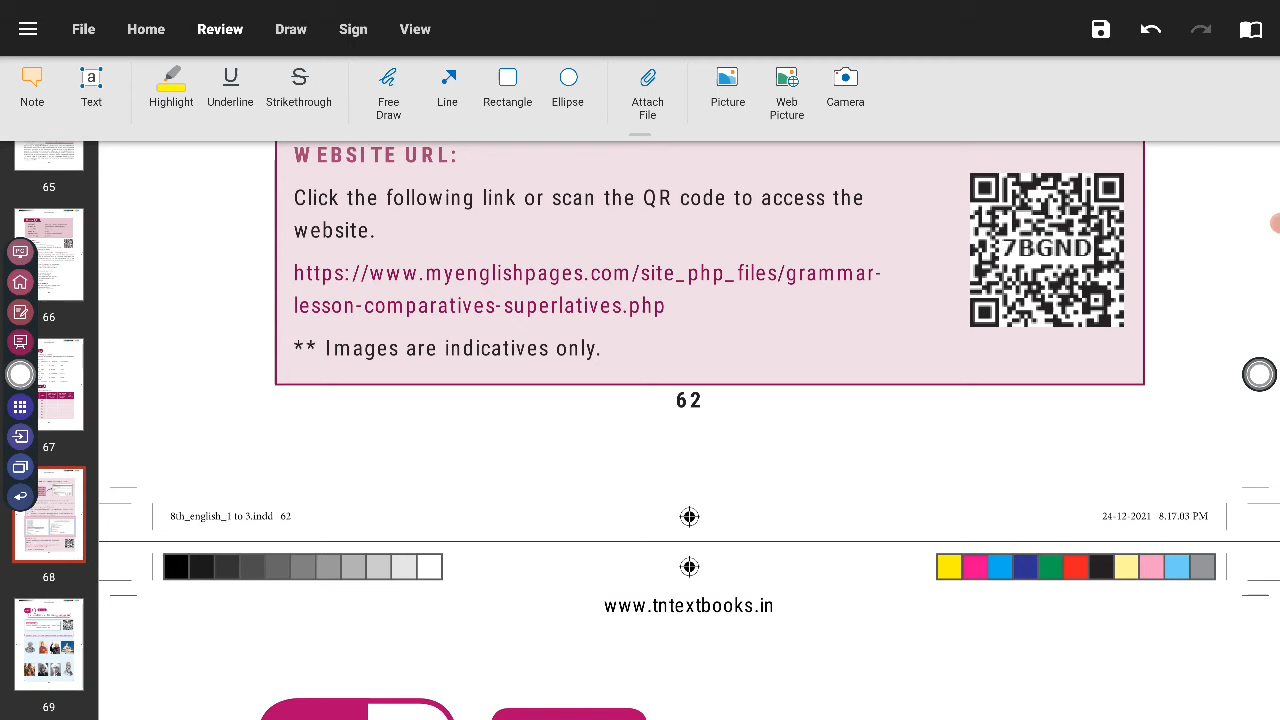 File Home Review Draw Sign View
Note Text Highlight Underline Strikethrough Free Draw Line Rectangle Ellipse Attach File Picture Web Picture Camera
65
66
67
68
69
PC
WEBSITE URL:
Click the following link or scan the QR code to access the
website.
https://www.myenglishpages.com/site_php_files/grammar-
lesson-comparatives-superlatives.php
** Images are indicatives only.
7BGND
62
8th_english_1 to 3.indd 62
24-12-2021 8.17.03 PM
www.tntextbooks.in